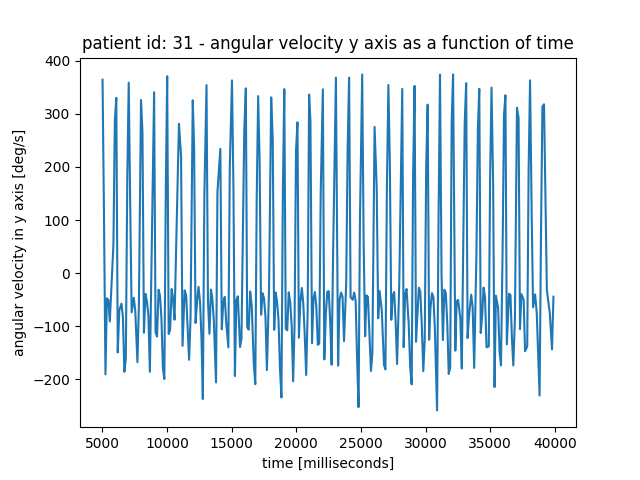 patient id: 31 - angular velocity y axis as a function of time
400
300
200
100
0
−100
−200
angular velocity in y axis [deg/s]
5000 10000 15000 20000 25000 30000 35000 40000
time [milliseconds]